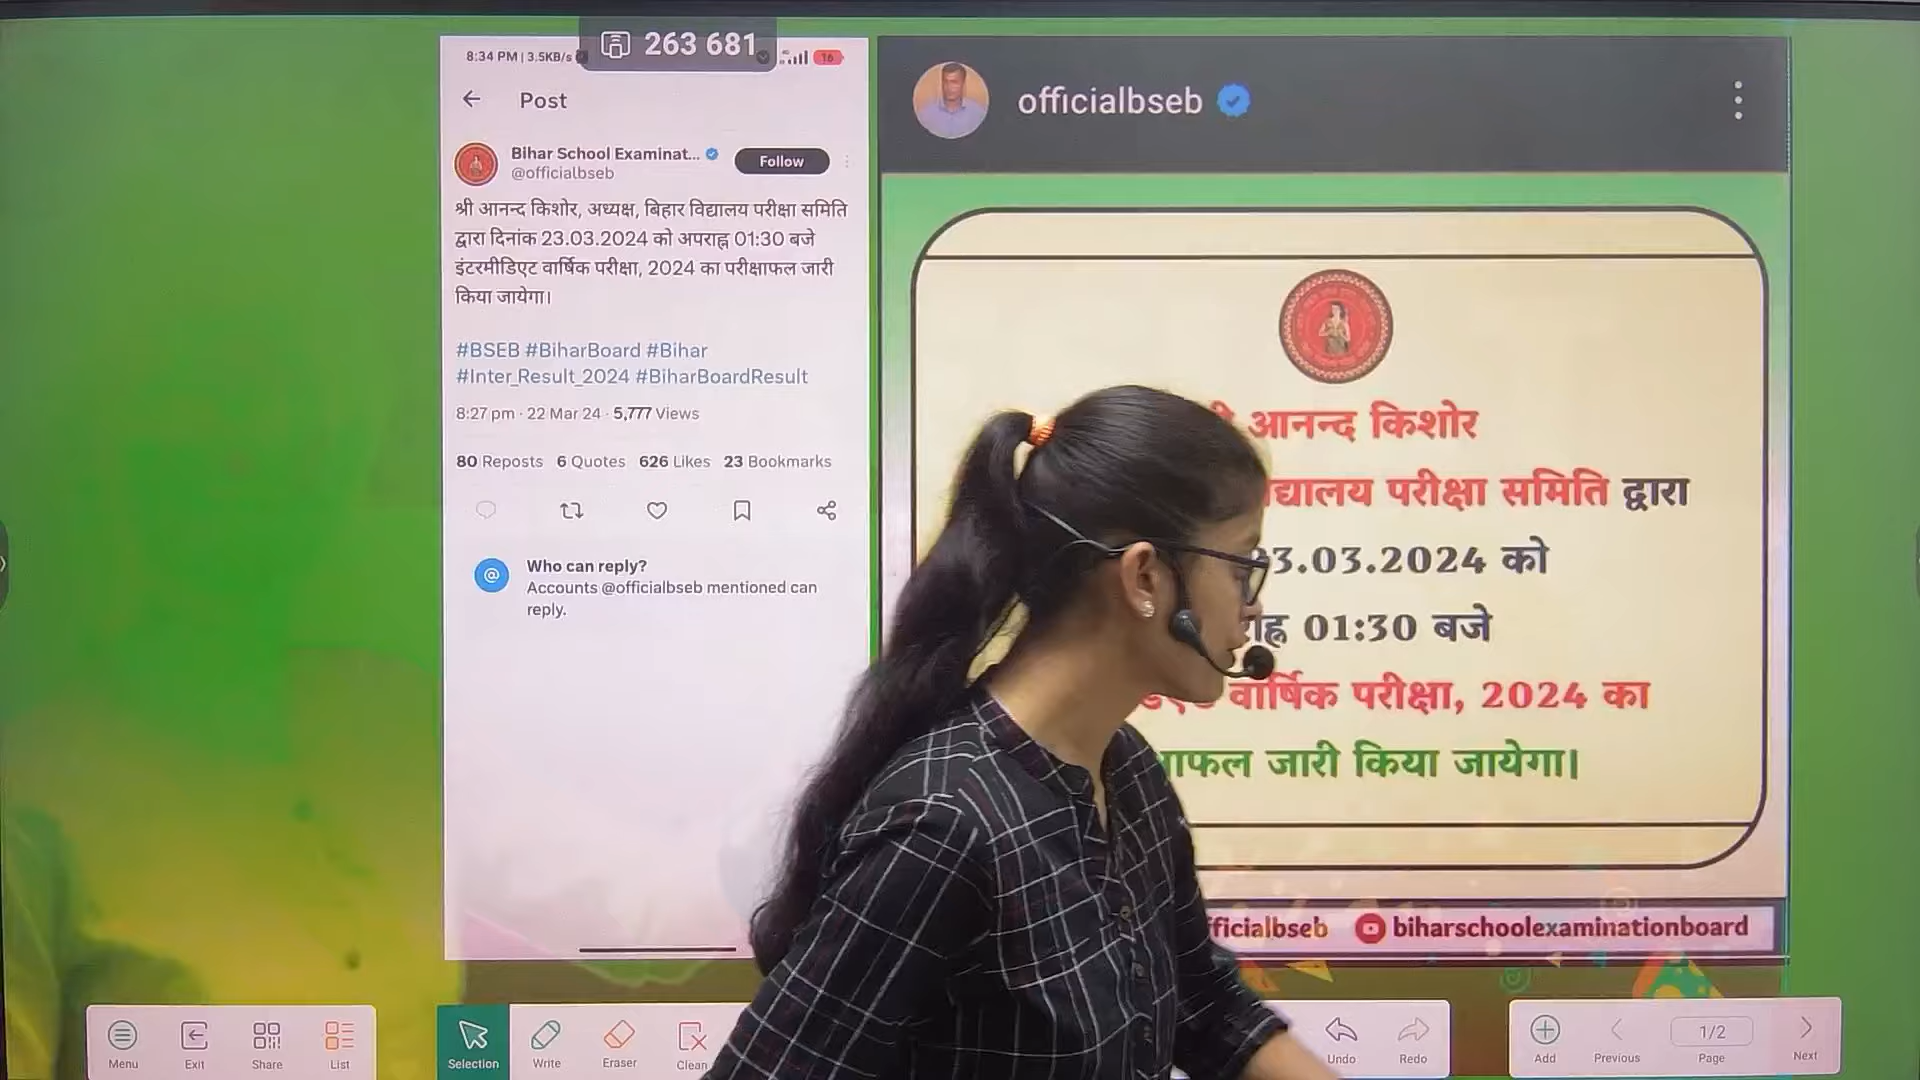 263 681
8:34 PM | 3.5KB/s
16
Post
Bihar School Examinat...
@officialbseb
Follow
श्री आनन्द किशोर, अध्यक्ष, बिहार विद्यालय परीक्षा समिति
द्वारा दिनांक 23.03.2024 को अपराह्न 01:30 बजे
इंटरमीडिएट वार्षिक परीक्षा, 2024 का परीक्षाफल जारी
किया जायेगा।
#BSEB #BiharBoard #Bihar
#Inter_Result_2024 #BiharBoardResult
8:27 pm · 22 Mar 24 · 5,777 Views
80 Reposts 6 Quotes 626 Likes 23 Bookmarks
Who can reply?
Accounts @officialbseb mentioned can
reply.
officialbseb
आनन्द किशोर
परीक्षा समिति द्वारा
3.03.2024 को
01:30 बजे
वार्षिक परीक्षा, 2024 का
जारी किया जायेगा।
ficialbseb biharschoolexaminationboard
Menu Exit Share List
Selection Write Eraser Clean
Undo Redo
Add Previous 1/2 Page Next